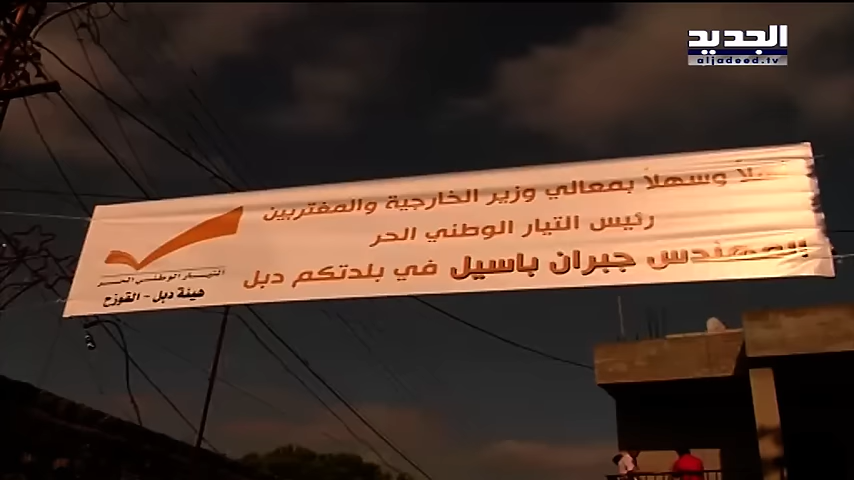 الجديد
aljadeed.tv
أهلا وسهلا بمعالي وزير الخارجية والمغتربين
رئيس التيار الوطني الحر
المهندس جبران باسيل في بلدتكم دبل
التيار الوطني الحر
هيئة دبل - القوزح